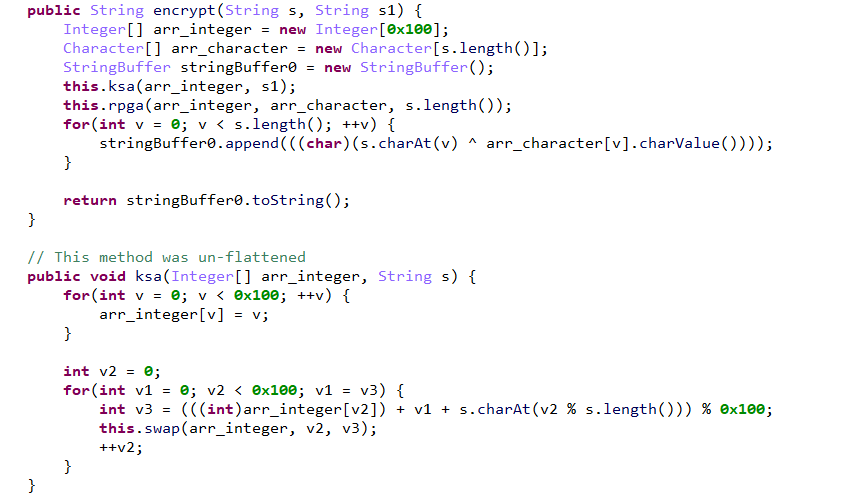 public String encrypt(String s, String s1) {
    Integer[] arr_integer = new Integer[0x100];
    Character[] arr_character = new Character[s.length()];
    StringBuffer stringBuffer0 = new StringBuffer();
    this.ksa(arr_integer, s1);
    this.rpga(arr_integer, arr_character, s.length());
    for(int v = 0; v < s.length(); ++v) {
        stringBuffer0.append(((char)(s.charAt(v) ^ arr_character[v].charValue())));
    }

    return stringBuffer0.toString();
}

// This method was un-flattened
public void ksa(Integer[] arr_integer, String s) {
    for(int v = 0; v < 0x100; ++v) {
        arr_integer[v] = v;
    }

    int v2 = 0;
    for(int v1 = 0; v2 < 0x100; v1 = v3) {
        int v3 = (((int)arr_integer[v2]) + v1 + s.charAt(v2 % s.length())) % 0x100;
        this.swap(arr_integer, v2, v3);
        ++v2;
    }
}